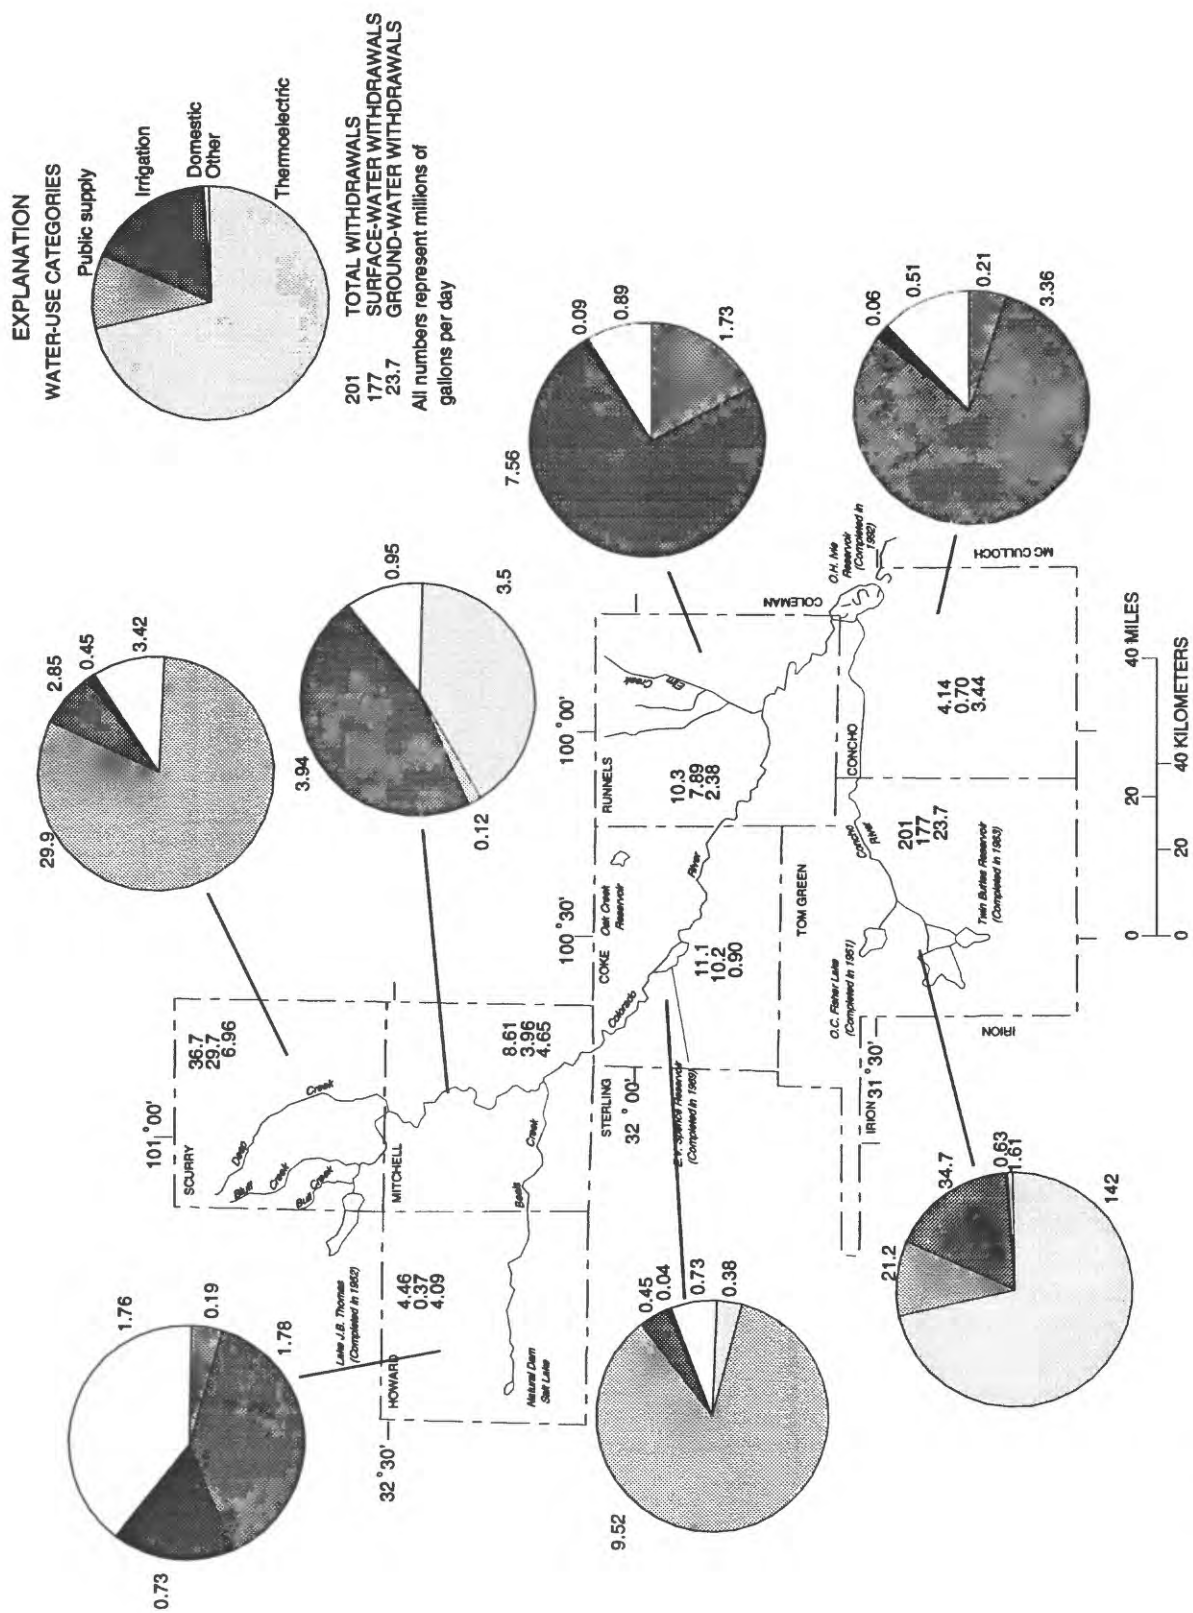 EXPLANATION
WATER-USE CATEGORIES
Public supply
Irrigation
Domestic
Other
Thermoelectric
201 TOTAL WITHDRAWALS
177 SURFACE-WATER WITHDRAWALS
23.7 GROUND-WATER WITHDRAWALS
All numbers represent millions of
gallons per day
1.76
0.19
1.78
0.73
29.9
2.85
0.45
3.42
3.94
0.95
3.5
0.12
7.56
0.09
0.89
1.73
0.06
0.51
0.21
3.36
9.52
0.45
0.04
0.73
0.38
21.2
34.7
0.63
1.61
142
101°00'
100°30'
100°00'
32°30'
32°00'
31°30'
SCURRY
36.7
29.7
6.96
Deep
Creek
Bluff
Creek
Bull Creek
Lake J.B. Thomas
(Completed in 1952)
HOWARD
4.46
0.37
4.09
Natural Dam
Salt Lake
MITCHELL
8.61
3.96
4.65
Beals
Creek
STERLING
COKE
Oak Creek
Reservoir
Colorado
River
11.1
10.2
0.90
E.V. Spence Reservoir
(Completed in 1969)
RUNNELS
10.3
7.89
2.38
Elm
Creek
COLEMAN
O.H. Ivie
Reservoir
(Completed in
MC CULLOCH
CONCHO
4.14
0.70
3.44
TOM GREEN
Concho
River
201
177
23.7
O.C. Fisher Lake
(Completed in 1951)
Twin Buttes Reservoir
(Completed in 1963)
IRION
IRION
0 20 40 MILES
0 20 40 KILOMETERS